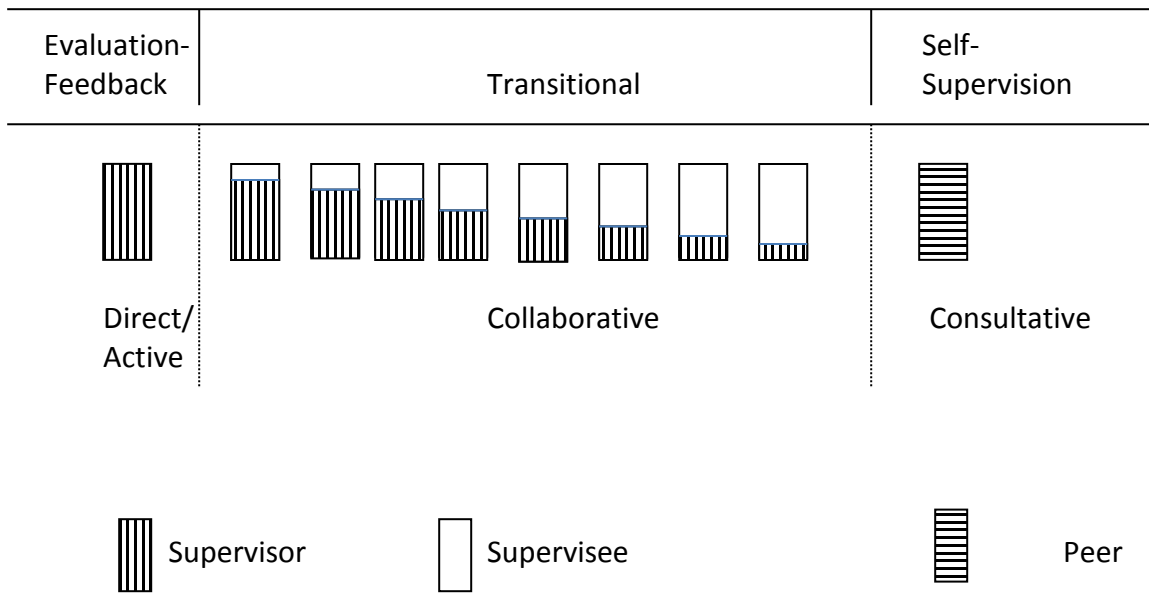 Evaluation-
Feedback
Transitional
Self-
Supervision
Direct/
Active
Collaborative
Consultative
Supervisor
Supervisee
Peer